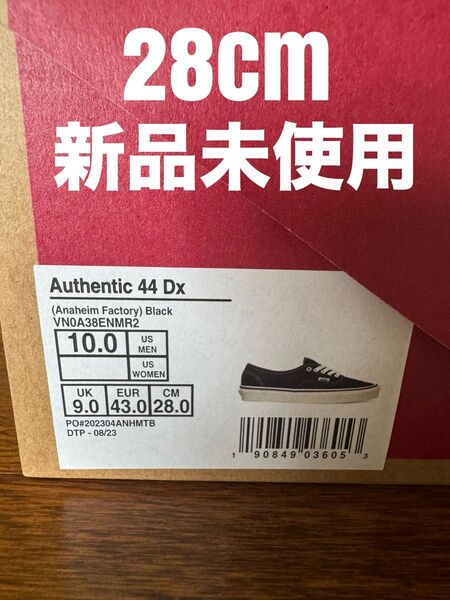 28cm
新品未使用
Authentic 44 Dx
(Anaheim Factory) Black
VN0A38ENMR2
10.0 US MEN
US WOMEN
UK EUR CM
9.0 43.0 28.0
PO#202304ANHMTB
DTP - 08/23
1 90849 03605 3